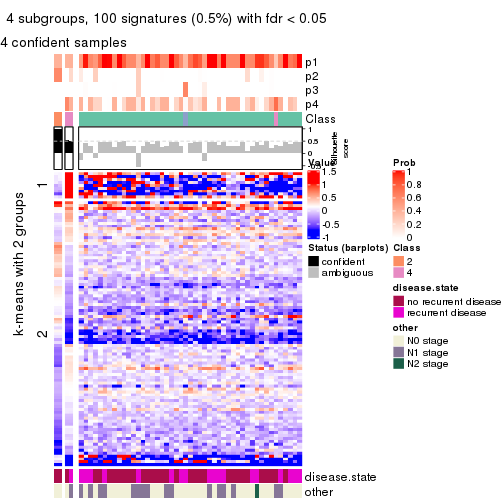 4 subgroups, 100 signatures (0.5%) with fdr < 0.05
4 confident samples
p1
p2
p3
p4
Class
1
0.5
0
-0.5
Silhouette
score
k-means with 2 groups
1
2
Value
1.5
1
0.5
0
-0.5
-1
Prob
1
0.8
0.6
0.4
0.2
0
Status (barplots)
confident
ambiguous
Class
2
4
disease.state
no recurrent disease
recurrent disease
other
N0 stage
N1 stage
N2 stage
disease.state
other